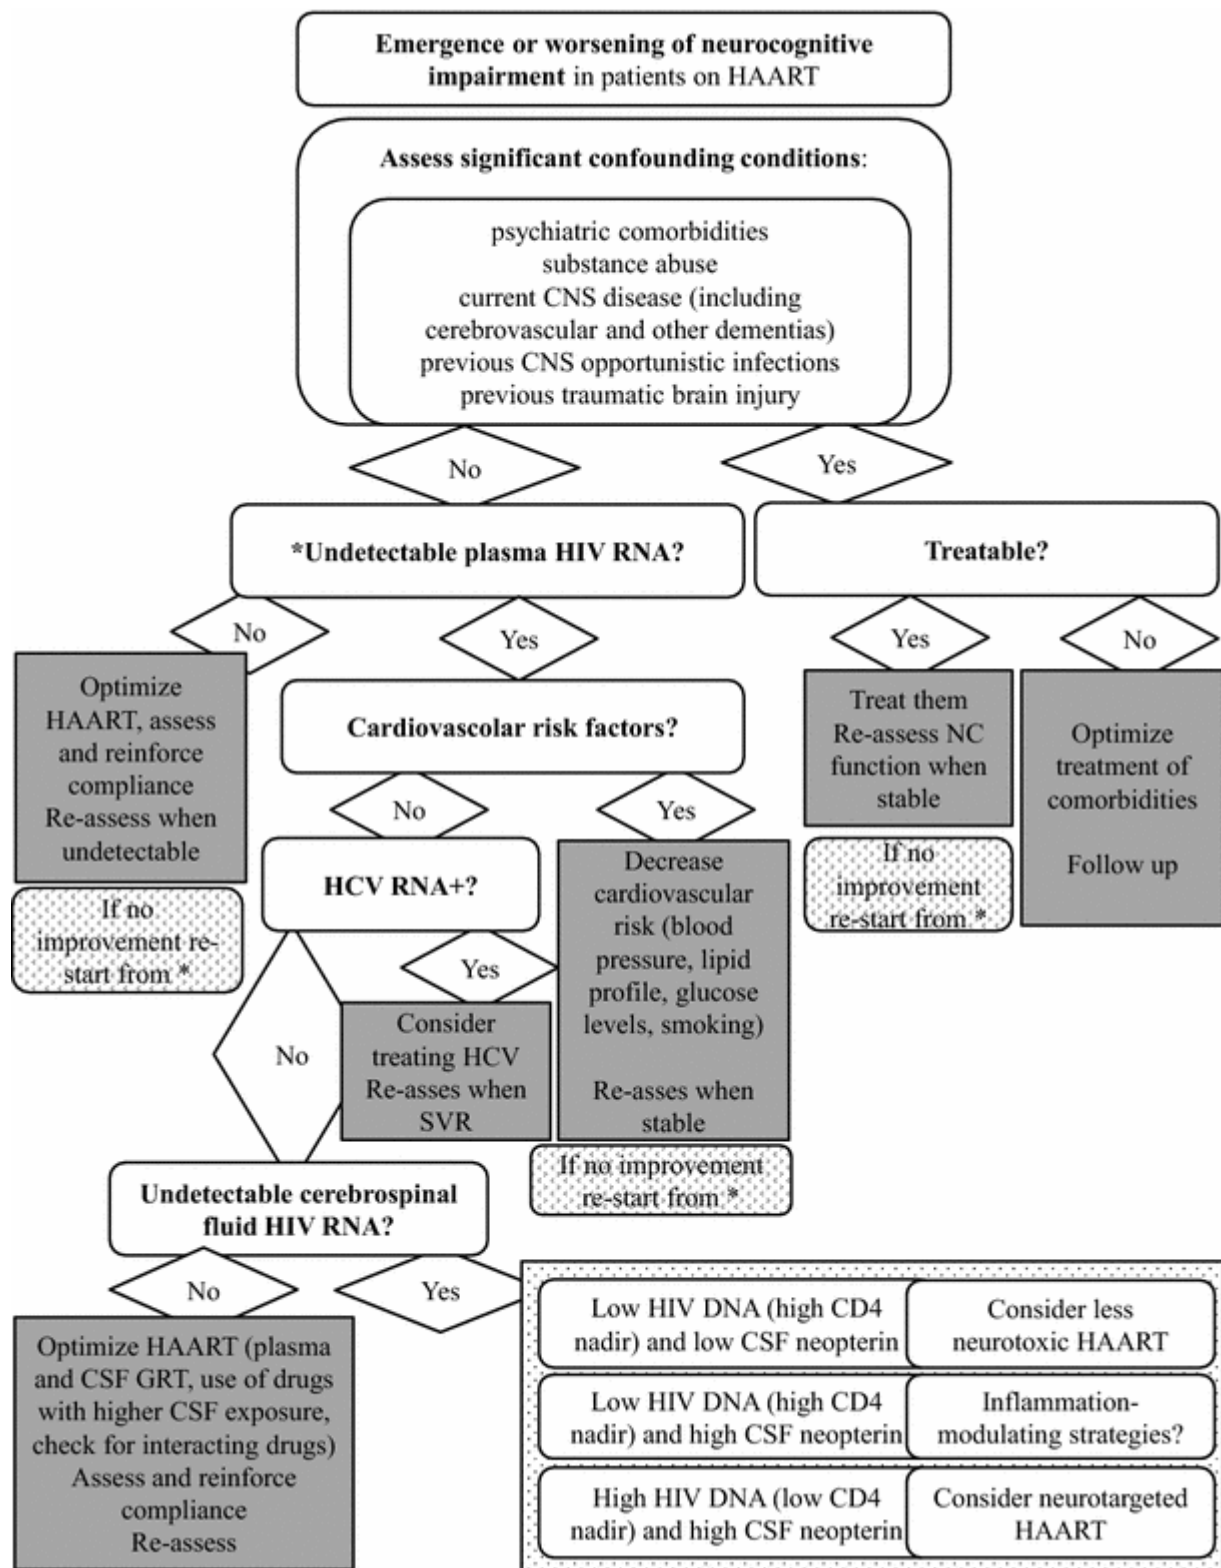 Emergence or worsening of neurocognitive
impairment in patients on HAART
Assess significant confounding conditions:
psychiatric comorbidities
substance abuse
current CNS disease (including
cerebrovascular and other dementias)
previous CNS opportunistic infections
previous traumatic brain injury
No
Yes
*Undetectable plasma HIV RNA?
Treatable?
No
Yes
Yes
No
Optimize
HAART, assess
and reinforce
compliance
Re-assess when
undetectable
If no
improvement re-
start from *
Cardiovascolar risk factors?
Treat them
Re-assess NC
function when
stable
If no
improvement
re-start from *
Optimize
treatment of
comorbidities
Follow up
No
Yes
HCV RNA+?
Decrease
cardiovascular
risk (blood
pressure, lipid
profile, glucose
levels, smoking)
Re-asses when
stable
If no improvement
re-start from *
No
Yes
Consider
treating HCV
Re-asses when
SVR
Undetectable cerebrospinal
fluid HIV RNA?
No
Yes
Optimize HAART (plasma
and CSF GRT, use of drugs
with higher CSF exposure,
check for interacting drugs)
Assess and reinforce
compliance
Re-assess
Low HIV DNA (high CD4
nadir) and low CSF neopterin
Consider less
neurotoxic HAART
Low HIV DNA (high CD4
nadir) and high CSF neopterin
Inflammation-
modulating strategies?
High HIV DNA (low CD4
nadir) and high CSF neopterin
Consider neurotargeted
HAART